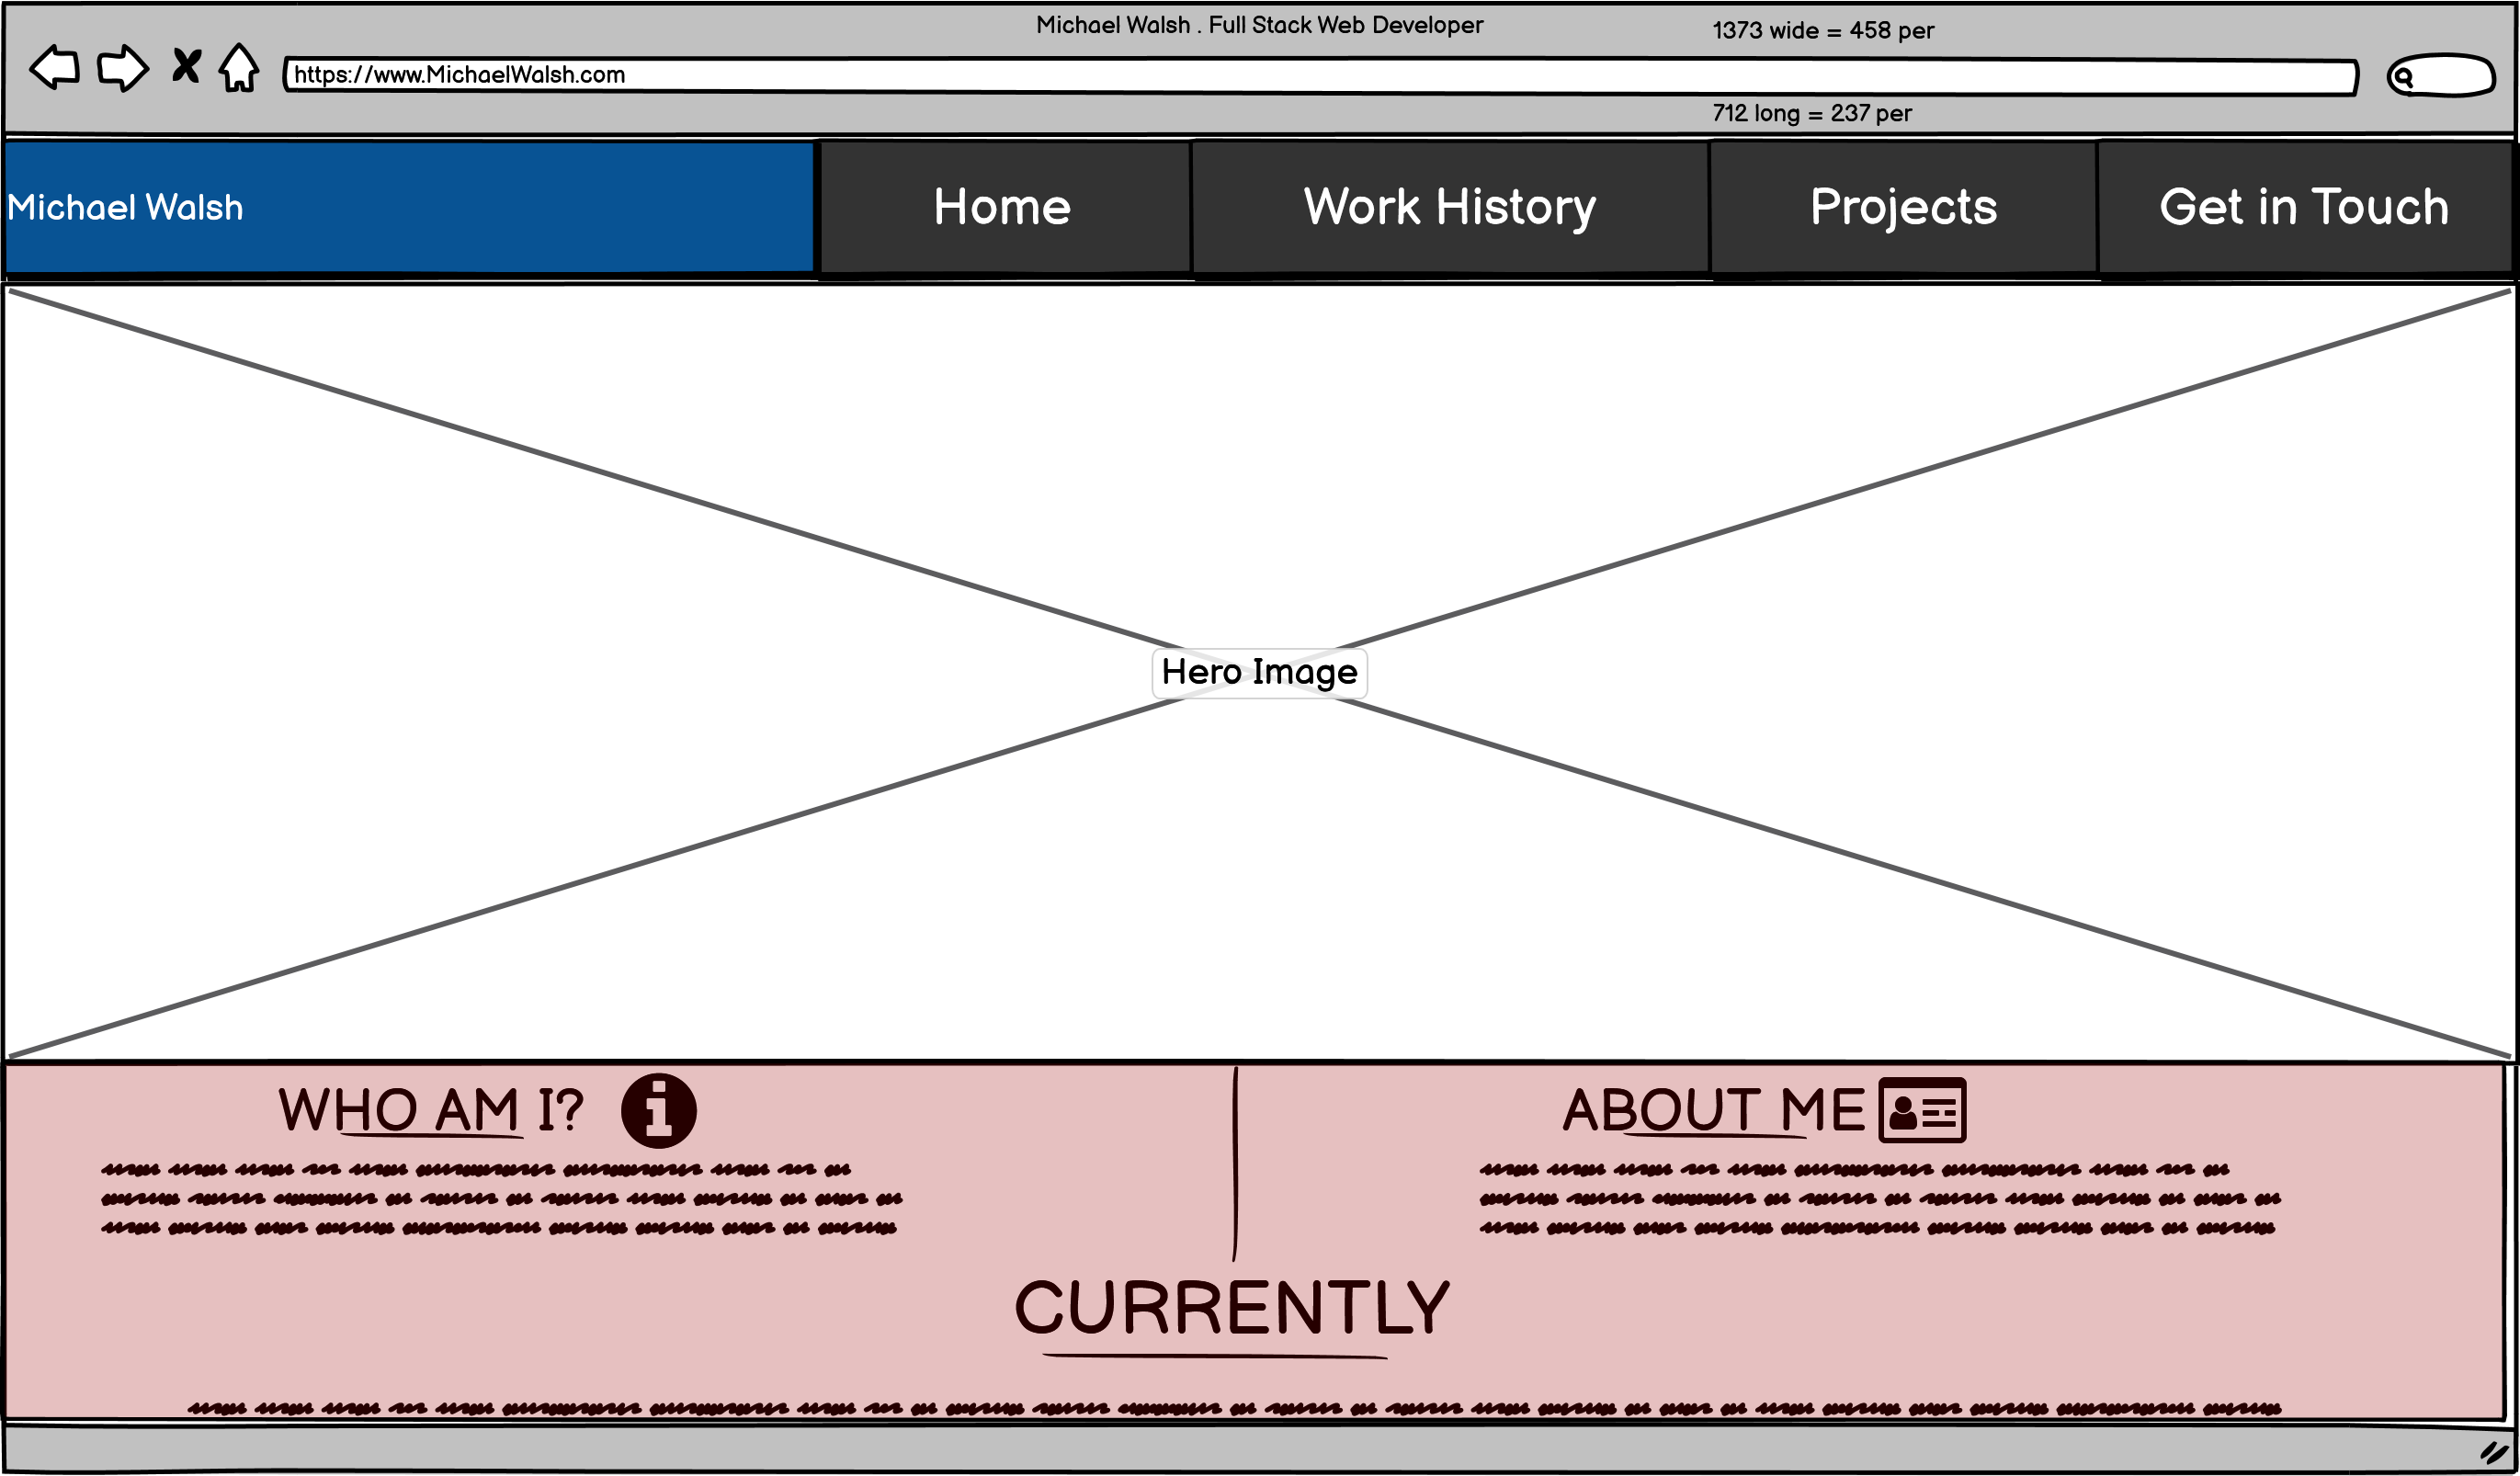 Michael Walsh . Full Stack Web Developer
1373 wide = 458 per
https://www.MichaelWalsh.com
712 long = 237 per
Michael Walsh
Home
Work History
Projects
Get in Touch
Hero Image
WHO AM I?
ABOUT ME
CURRENTLY